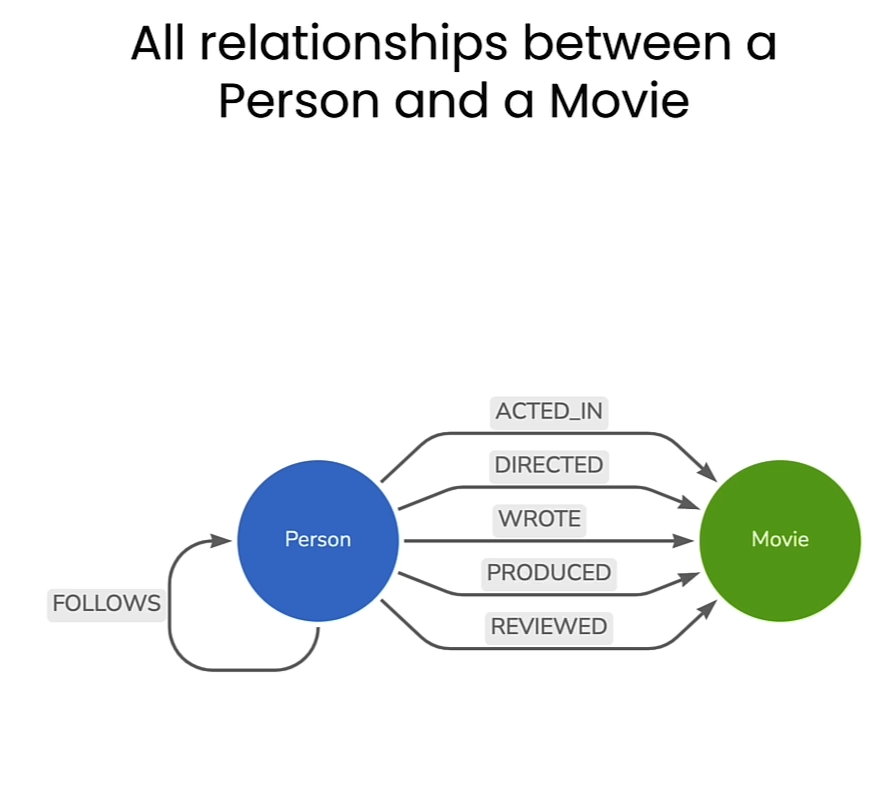 All relationships between a
Person and a Movie
ACTED_IN
DIRECTED
WROTE
Person
Movie
PRODUCED
FOLLOWS
REVIEWED